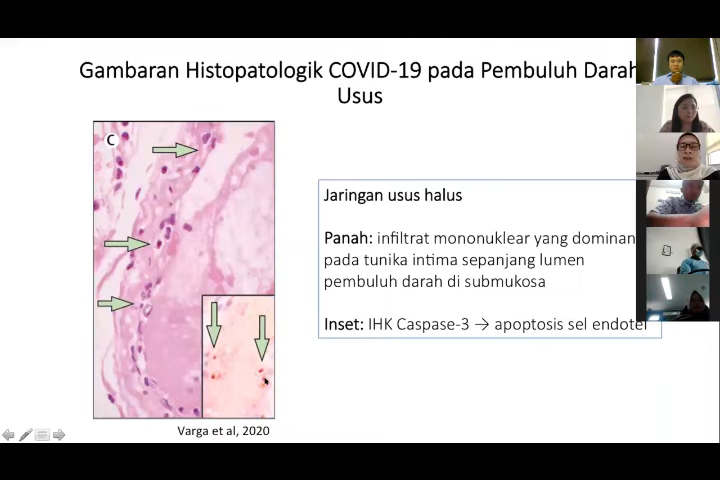 Gambaran Histopatologik COVID-19 pada Pembuluh Darah
Usus
C
Jaringan usus halus
Panah: infiltrat mononuklear yang dominan
pada tunika intima sepanjang lumen
pembuluh darah di submukosa
Inset: IHK Caspase-3 → apoptosis sel endotel
Varga et al, 2020